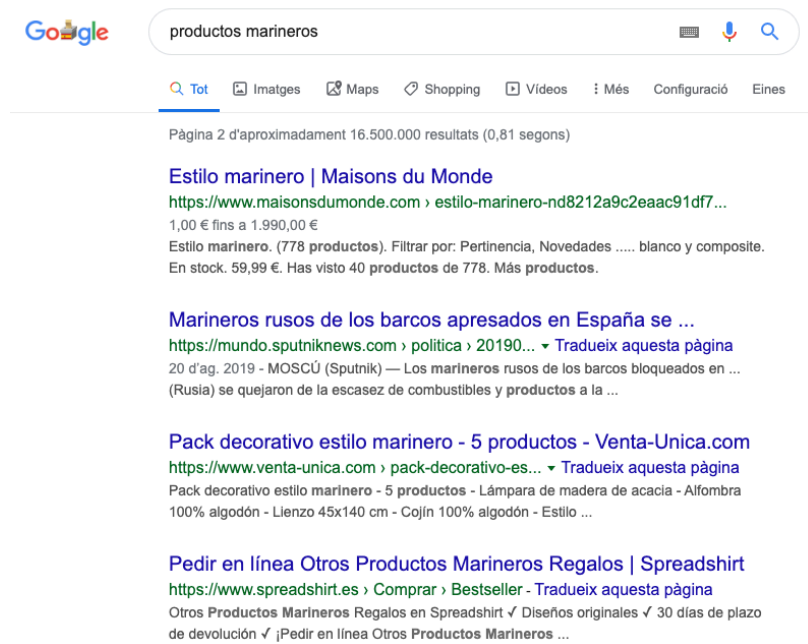 Google
productos marineros
Tot Imatges Maps Shopping Vídeos Més Configuració Eines
Pàgina 2 d'aproximadament 16.500.000 resultats (0,81 segons)
Estilo marinero | Maisons du Monde
https://www.maisonsdumonde.com › estilo-marinero-nd8212a9c2eaac91df7...
1,00 € fins a 1.990,00 €
Estilo marinero. (778 productos). Filtrar por: Pertinencia, Novedades ..... blanco y composite.
En stock. 59,99 €. Has visto 40 productos de 778. Más productos.
Marineros rusos de los barcos apresados en España se ...
https://mundo.sputniknews.com › politica › 20190... Tradueix aquesta pàgina
20 d'ag. 2019 - MOSCÚ (Sputnik) — Los marineros rusos de los barcos bloqueados en ...
(Rusia) se quejaron de la escasez de combustibles y productos a la ...
Pack decorativo estilo marinero - 5 productos - Venta-Unica.com
https://www.venta-unica.com › pack-decorativo-es... Tradueix aquesta pàgina
Pack decorativo estilo marinero - 5 productos - Lámpara de madera de acacia - Alfombra
100% algodón - Lienzo 45x140 cm - Cojín 100% algodón - Estilo ...
Pedir en línea Otros Productos Marineros Regalos | Spreadshirt
https://www.spreadshirt.es › Comprar › Bestseller - Tradueix aquesta pàgina
Otros Productos Marineros Regalos en Spreadshirt ✓ Diseños originales ✓ 30 días de plazo
de devolución ✓ ¡Pedir en línea Otros Productos Marineros ...